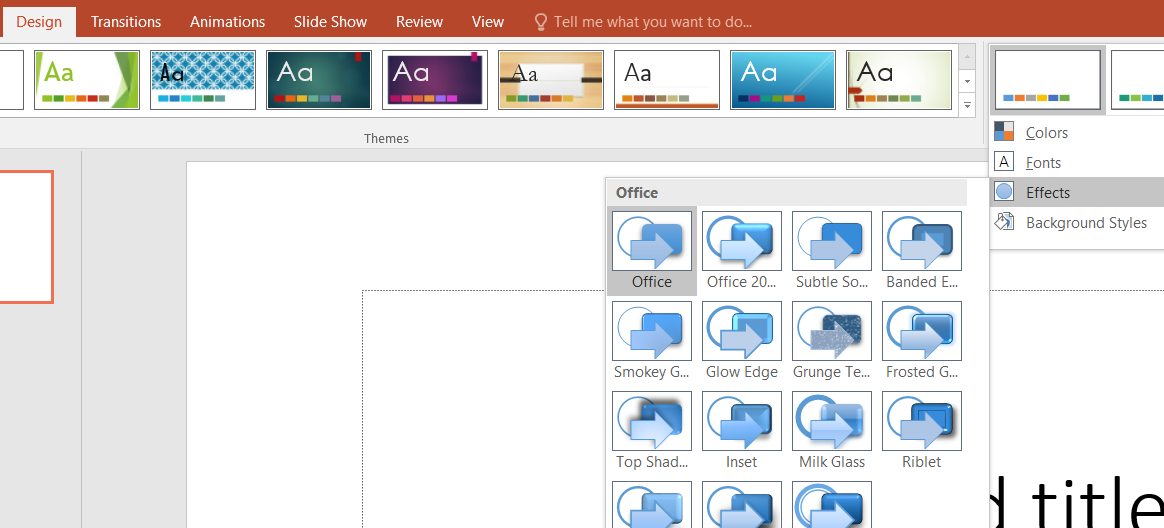 Design Transitions Animations Slide Show Review View Tell me what you want to do...
Aa Aa Aa Aa Aa Aa Aa Aa
Themes
Colors
A Fonts
Effects
Background Styles
Office
Office Office 20... Subtle So... Banded E...
Smokey G... Glow Edge Grunge Te... Frosted G...
Top Shad... Inset Milk Glass Riblet
title